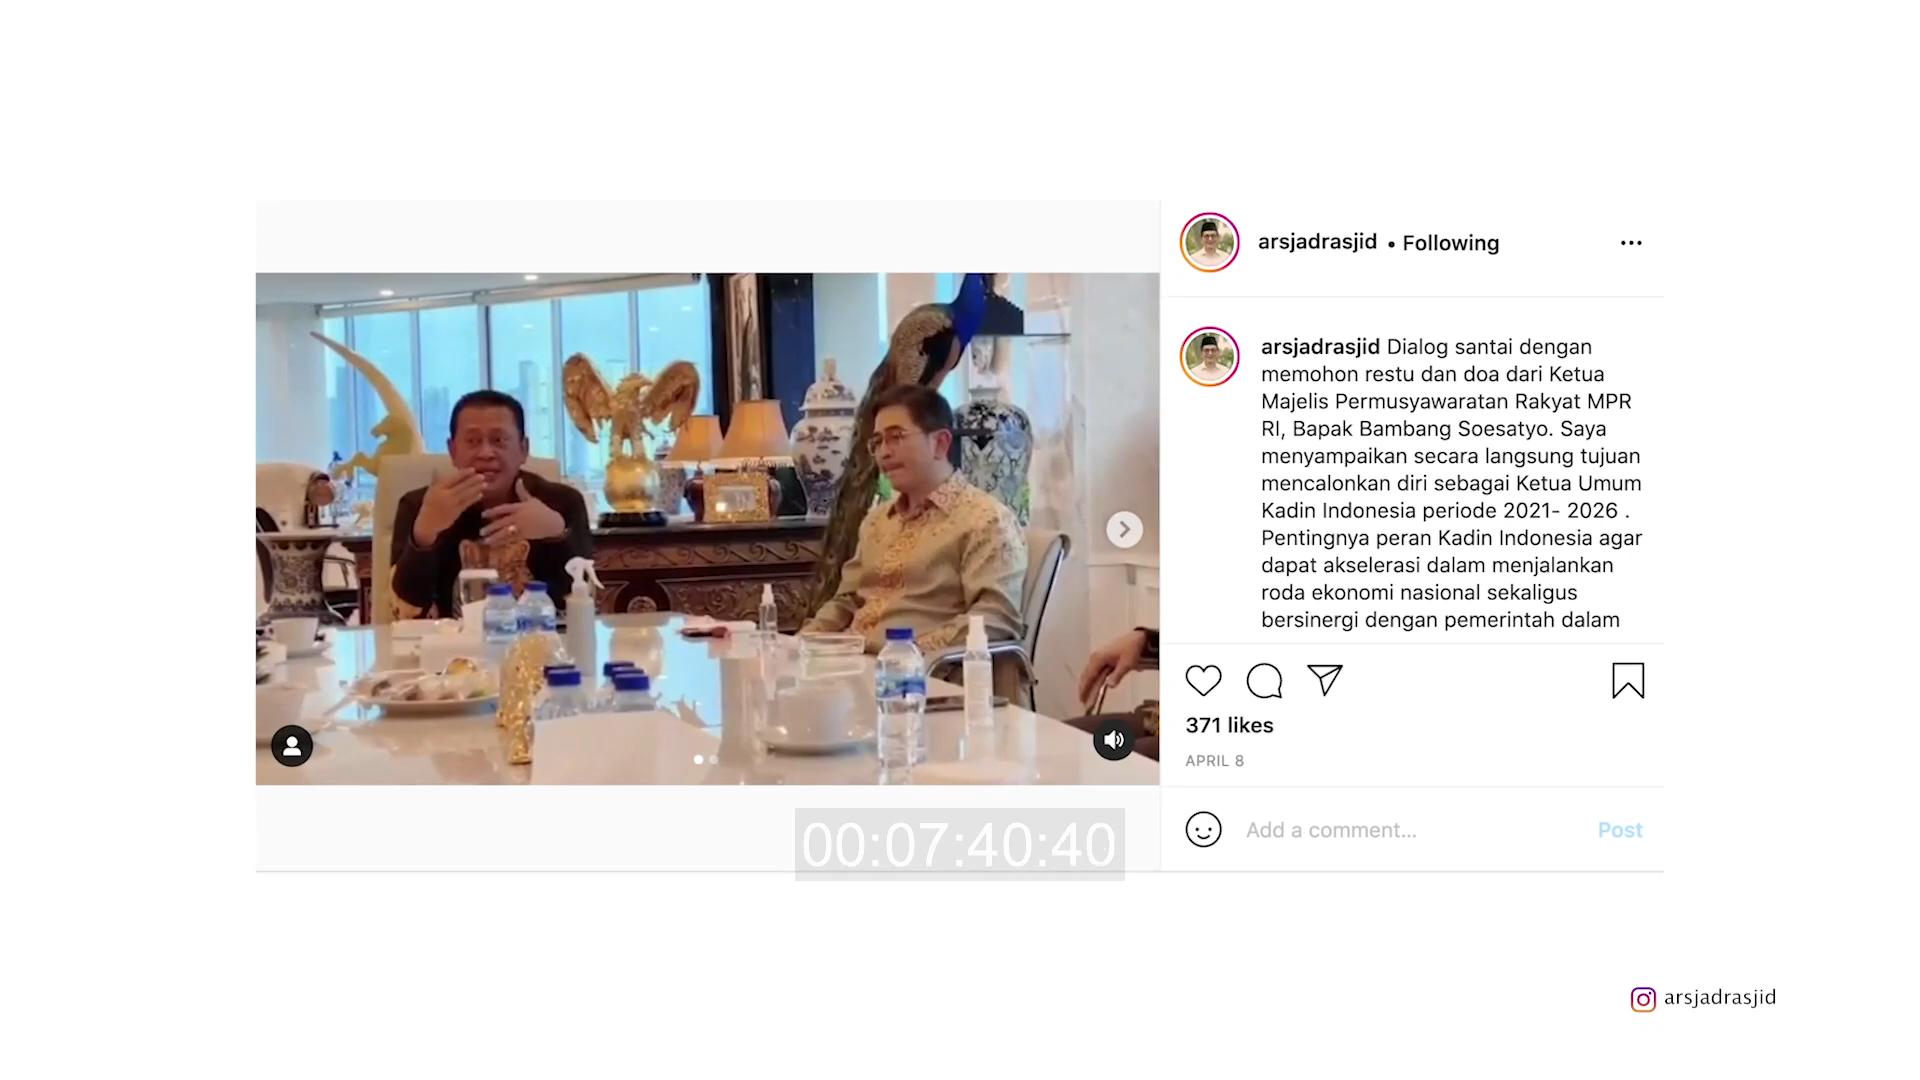 arsjadrasjid • Following
arsjadrasjid Dialog santai dengan
memohon restu dan doa dari Ketua
Majelis Permusyawaratan Rakyat MPR
RI, Bapak Bambang Soesatyo. Saya
menyampaikan secara langsung tujuan
mencalonkan diri sebagai Ketua Umum
Kadin Indonesia periode 2021- 2026 .
Pentingnya peran Kadin Indonesia agar
dapat akselerasi dalam menjalankan
roda ekonomi nasional sekaligus
bersinergi dengan pemerintah dalam
371 likes
APRIL 8
Add a comment... Post
00:07:40:40
arsjadrasjid